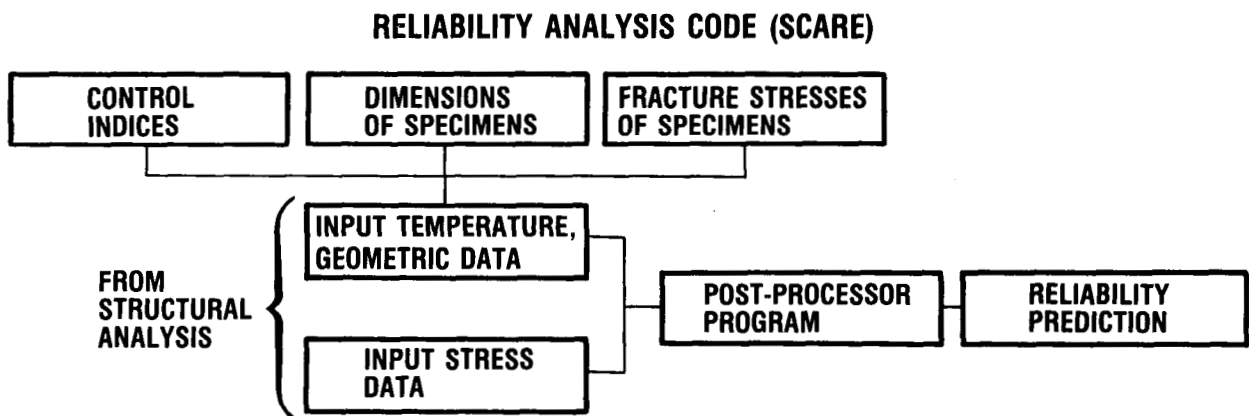 RELIABILITY ANALYSIS CODE (SCARE)
CONTROL
INDICES
DIMENSIONS
OF SPECIMENS
FRACTURE STRESSES
OF SPECIMENS
INPUT TEMPERATURE,
GEOMETRIC DATA
FROM
STRUCTURAL
ANALYSIS
INPUT STRESS
DATA
POST-PROCESSOR
PROGRAM
RELIABILITY
PREDICTION